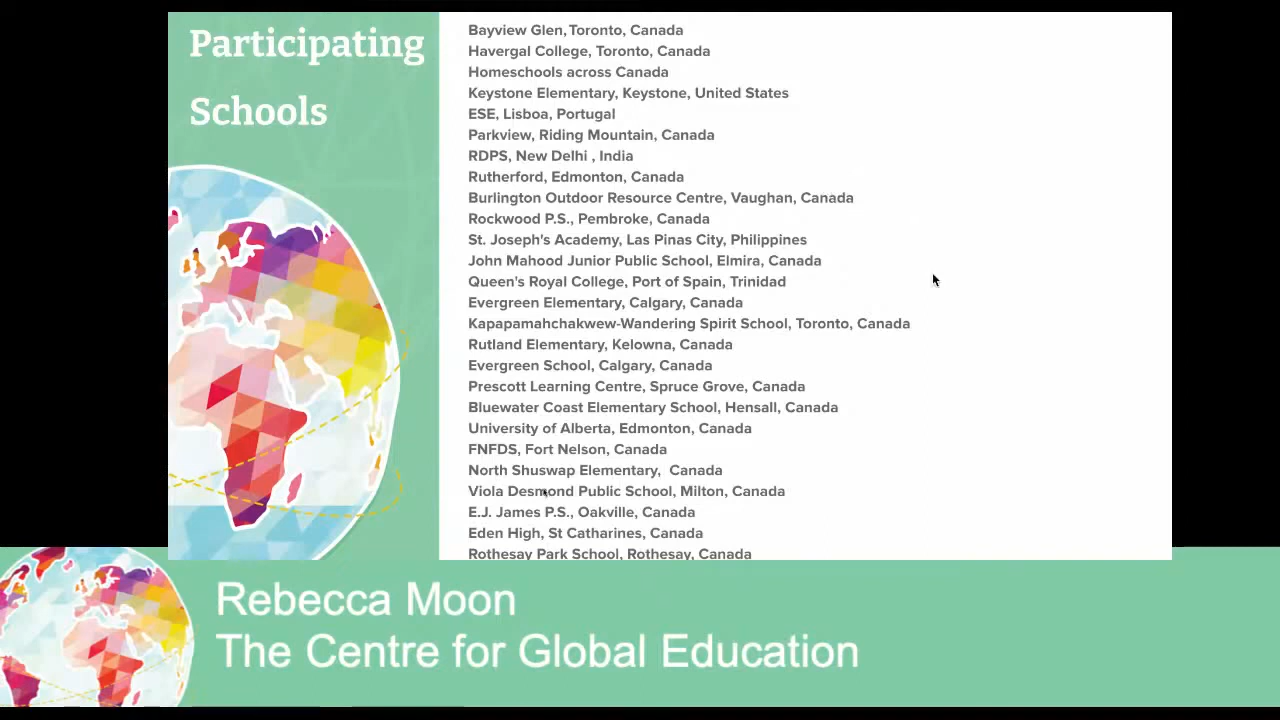 Participating
Schools
Bayview Glen, Toronto, Canada
Havergal College, Toronto, Canada
Homeschools across Canada
Keystone Elementary, Keystone, United States
ESE, Lisboa, Portugal
Parkview, Riding Mountain, Canada
RDPS, New Delhi , India
Rutherford, Edmonton, Canada
Burlington Outdoor Resource Centre, Vaughan, Canada
Rockwood P.S., Pembroke, Canada
St. Joseph's Academy, Las Pinas City, Philippines
John Mahood Junior Public School, Elmira, Canada
Queen's Royal College, Port of Spain, Trinidad
Evergreen Elementary, Calgary, Canada
Kapapamahchakwew-Wandering Spirit School, Toronto, Canada
Rutland Elementary, Kelowna, Canada
Evergreen School, Calgary, Canada
Prescott Learning Centre, Spruce Grove, Canada
Bluewater Coast Elementary School, Hensall, Canada
University of Alberta, Edmonton, Canada
FNFDS, Fort Nelson, Canada
North Shuswap Elementary,  Canada
Viola Desmond Public School, Milton, Canada
E.J. James P.S., Oakville, Canada
Eden High, St Catharines, Canada
Rothesay Park School, Rothesay, Canada
Rebecca Moon
The Centre for Global Education